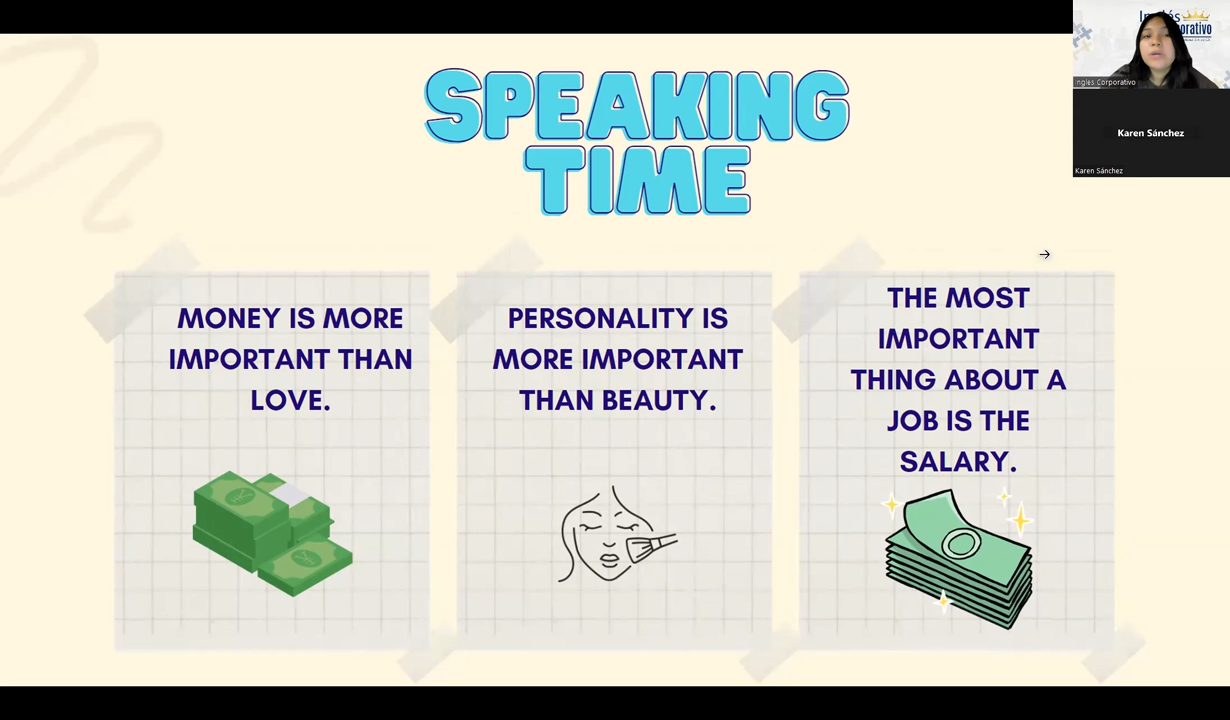 SPEAKING
TIME
MONEY IS MORE
IMPORTANT THAN
LOVE.
PERSONALITY IS
MORE IMPORTANT
THAN BEAUTY.
THE MOST
IMPORTANT
THING ABOUT A
JOB IS THE
SALARY.
Inglés Corporativo
Karen Sánchez
Karen Sánchez